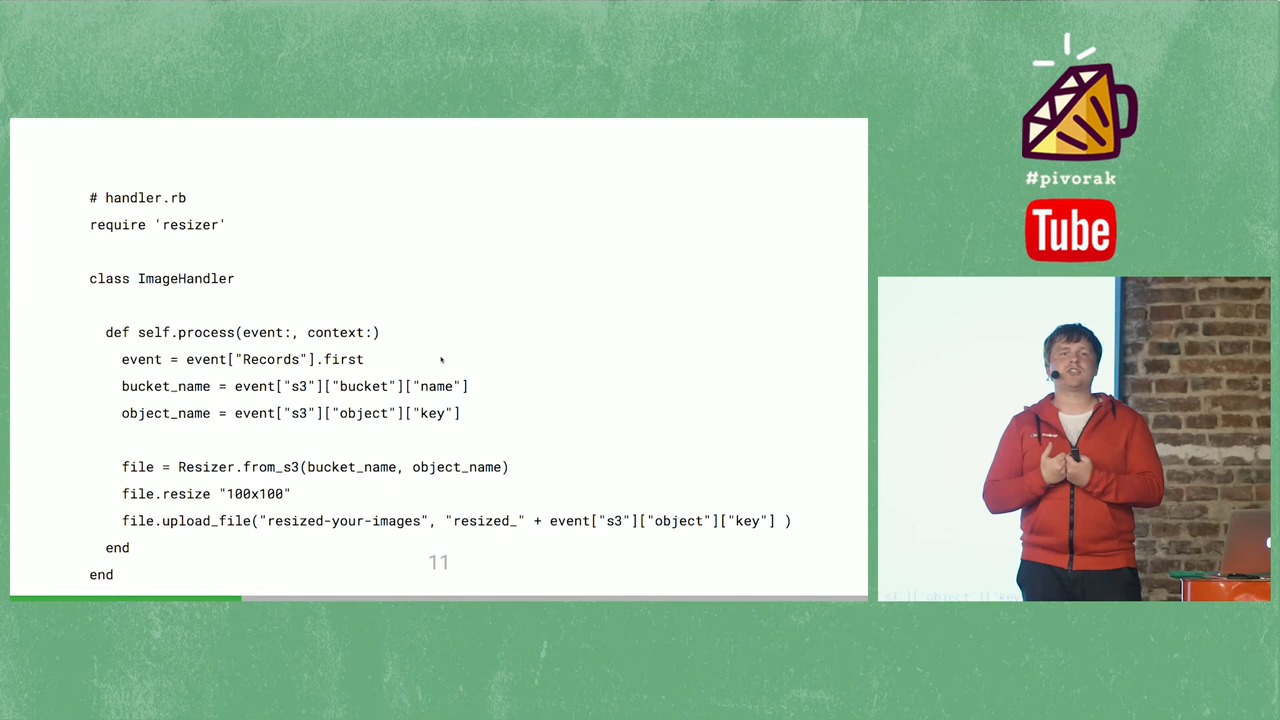 # handler.rb
require 'resizer'
class ImageHandler
def self.process(event:, context:)
event = event["Records"].first
bucket_name = event["s3"]["bucket"]["name"]
object_name = event["s3"]["object"]["key"]
file = Resizer.from_s3(bucket_name, object_name)
file.resize "100x100"
file.upload_file("resized-your-images", "resized_" + event["s3"]["object"]["key"] )
end
end
11
#pivorak
Tube